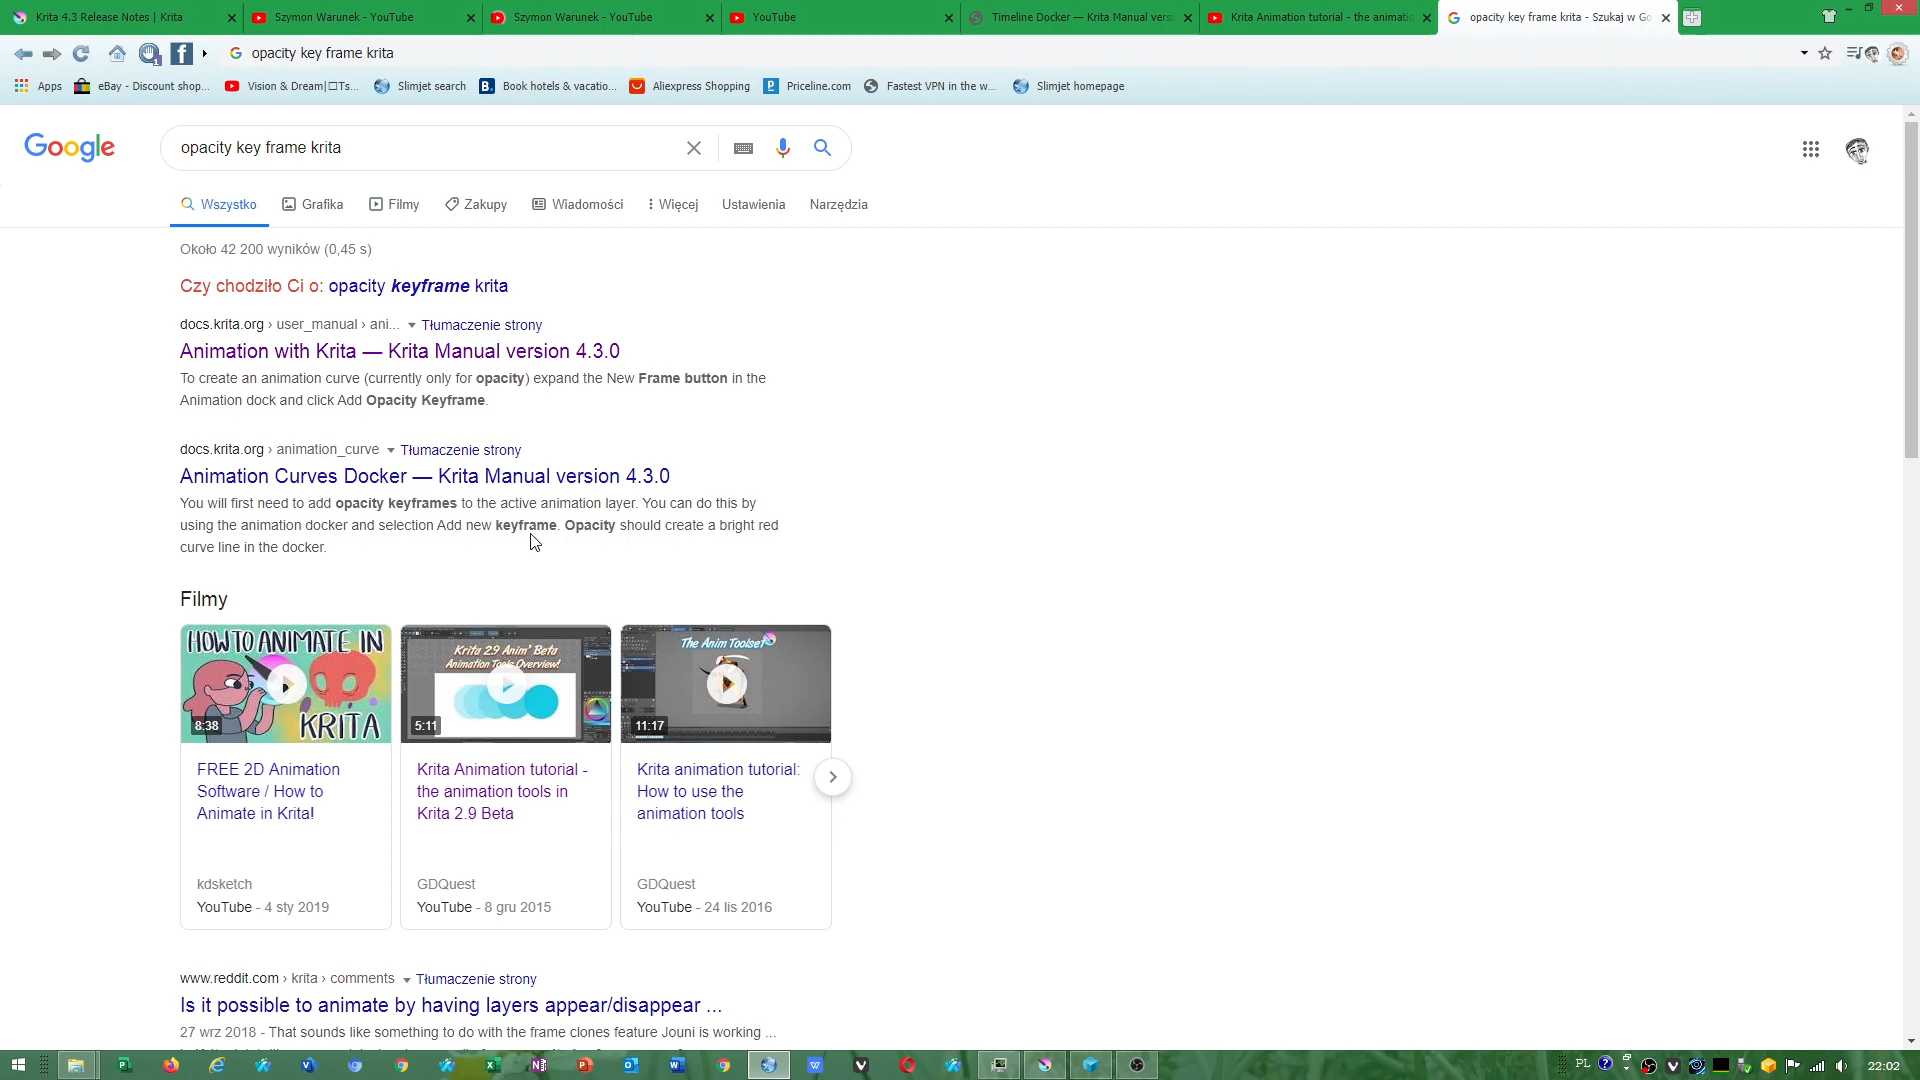 Krita 4.3 Release Notes | Krita
Szymon Warunek - YouTube
Szymon Warunek - YouTube
YouTube
Timeline Docker — Krita Manual versi
Krita Animation tutorial - the animatio
opacity key frame krita - Szukaj w Go
opacity key frame krita
Apps
eBay - Discount shop...
Vision & Dream|□Ts...
Slimjet search
Book hotels & vacatio...
Aliexpress Shopping
Priceline.com
Fastest VPN in the w...
Slimjet homepage
Google
opacity key frame krita
Wszystko
Grafika
Filmy
Zakupy
Wiadomości
Więcej
Ustawienia
Narzędzia
Około 42 200 wyników (0,45 s)
Czy chodziło Ci o: opacity keyframe krita
docs.krita.org › user_manual › ani... Tłumaczenie strony
Animation with Krita — Krita Manual version 4.3.0
To create an animation curve (currently only for opacity) expand the New Frame button in the
Animation dock and click Add Opacity Keyframe.
docs.krita.org › animation_curve Tłumaczenie strony
Animation Curves Docker — Krita Manual version 4.3.0
You will first need to add opacity keyframes to the active animation layer. You can do this by
using the animation docker and selection Add new keyframe. Opacity should create a bright red
curve line in the docker.
Filmy
HOW TO ANIMATE IN
KRITA
8:38
Krita 2.9 Anim' Beta
Animation Tools Overview!
5:11
The Anim Toolset
11:17
FREE 2D Animation
Software / How to
Animate in Krita!
kdsketch
YouTube - 4 sty 2019
Krita Animation tutorial -
the animation tools in
Krita 2.9 Beta
GDQuest
YouTube - 8 gru 2015
Krita animation tutorial:
How to use the
animation tools
GDQuest
YouTube - 24 lis 2016
www.reddit.com › krita › comments Tłumaczenie strony
Is it possible to animate by having layers appear/disappear ...
27 wrz 2018 - That sounds like something to do with the frame clones feature Jouni is working ...
PL
22:02